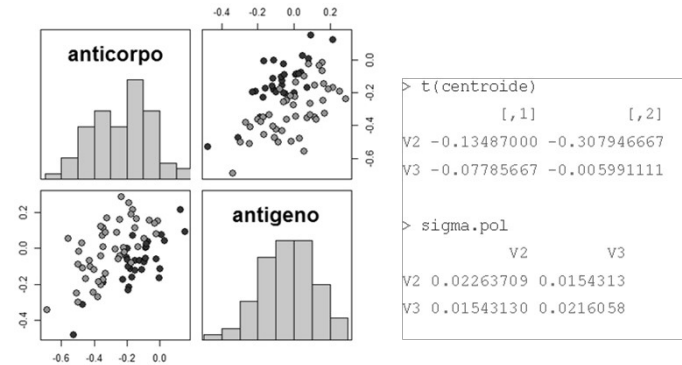 -0.4 -0.2 0.0 0.2
anticorpo
0.0
-0.2
-0.4
-0.6
0.2
0.0
-0.2
-0.4
antigeno
-0.6 -0.4 -0.2 0.0
> t(centroide)
[,1] [,2]
V2 -0.13487000 -0.307946667
V3 -0.07785667 -0.005991111
> sigma.pol
V2 V3
V2 0.02263709 0.0154313
V3 0.01543130 0.0216058